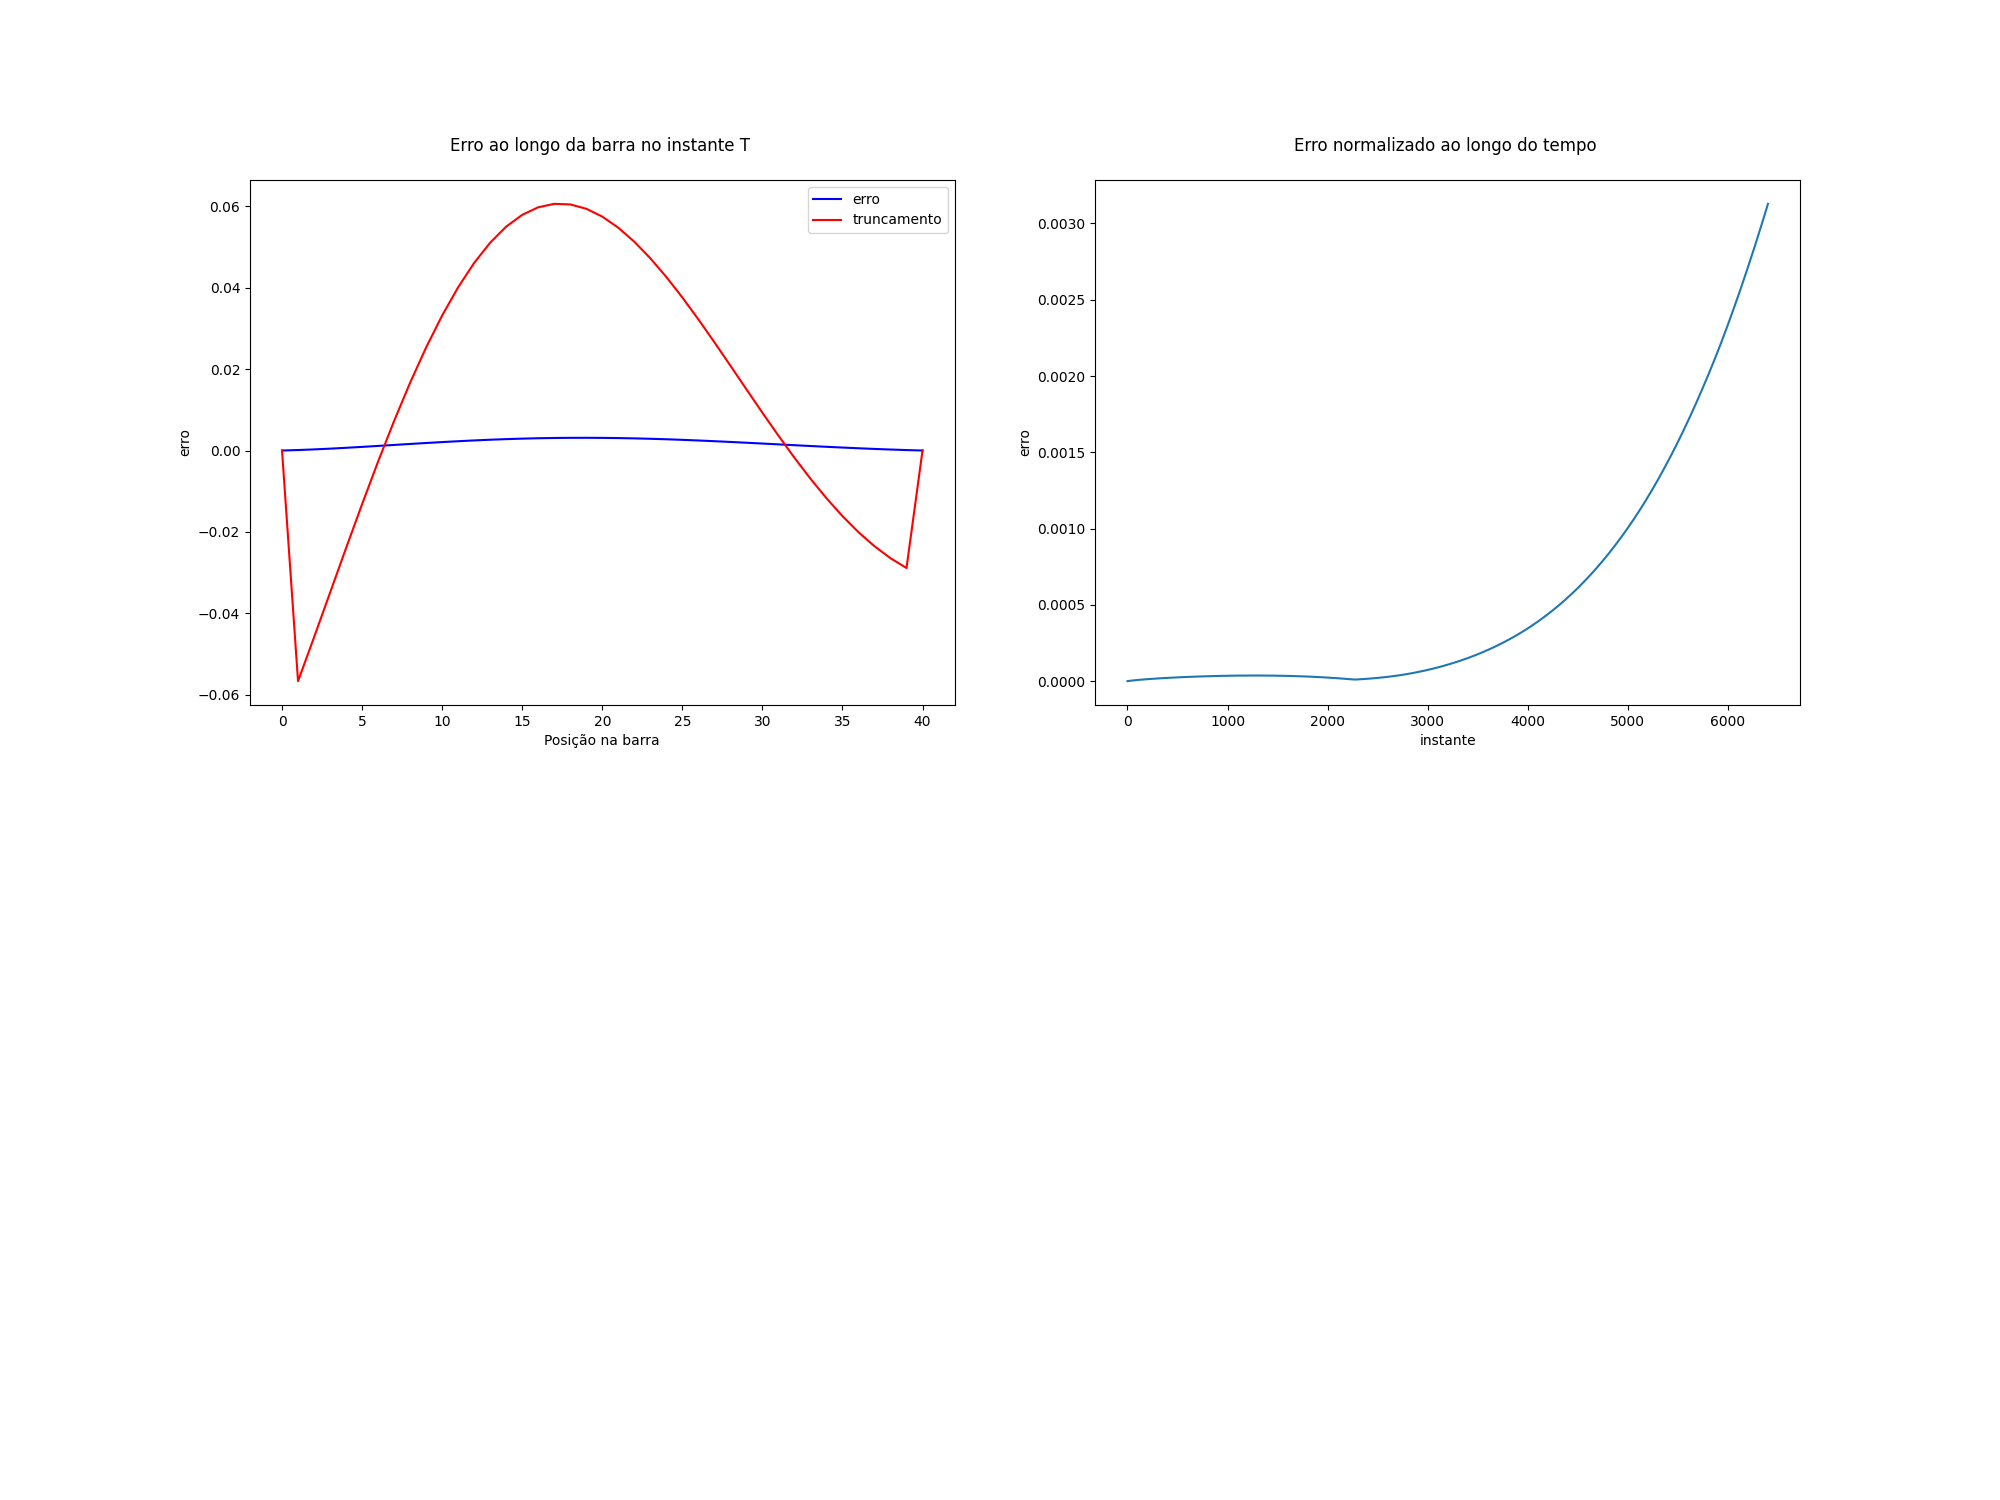 Erro ao longo da barra no instante T
erro
truncamento
0.06
0.04
0.02
0.00
−0.02
−0.04
−0.06
erro
0 5 10 15 20 25 30 35 40
Posição na barra
Erro normalizado ao longo do tempo
0.0030
0.0025
0.0020
0.0015
0.0010
0.0005
0.0000
erro
0 1000 2000 3000 4000 5000 6000
instante